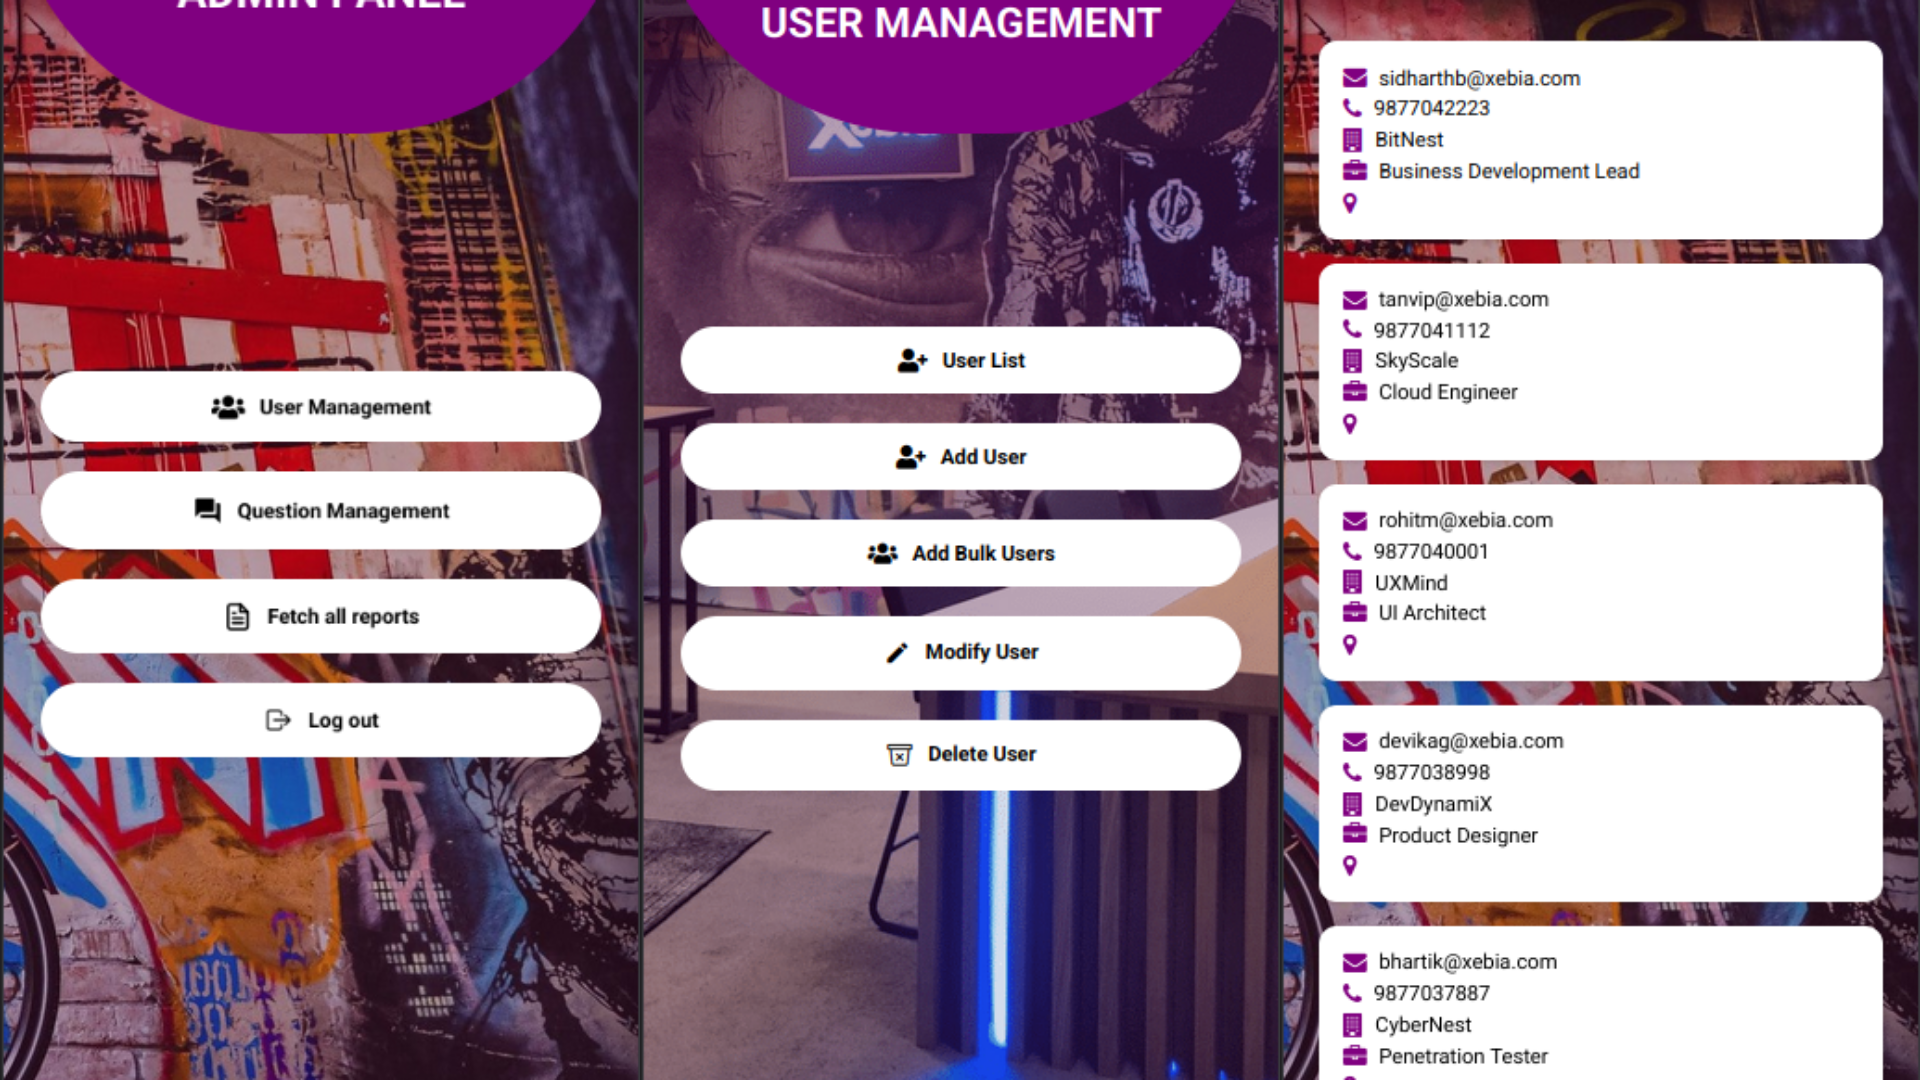 ADMIN PANEL
User Management
Question Management
Fetch all reports
Log out
USER MANAGEMENT
Xebia
User List
Add User
Add Bulk Users
Modify User
Delete User
sidharthb@xebia.com
9877042223
BitNest
Business Development Lead
tanvip@xebia.com
9877041112
SkyScale
Cloud Engineer
rohitm@xebia.com
9877040001
UXMind
UI Architect
devikag@xebia.com
9877038998
DevDynamiX
Product Designer
bhartik@xebia.com
9877037887
CyberNest
Penetration Tester